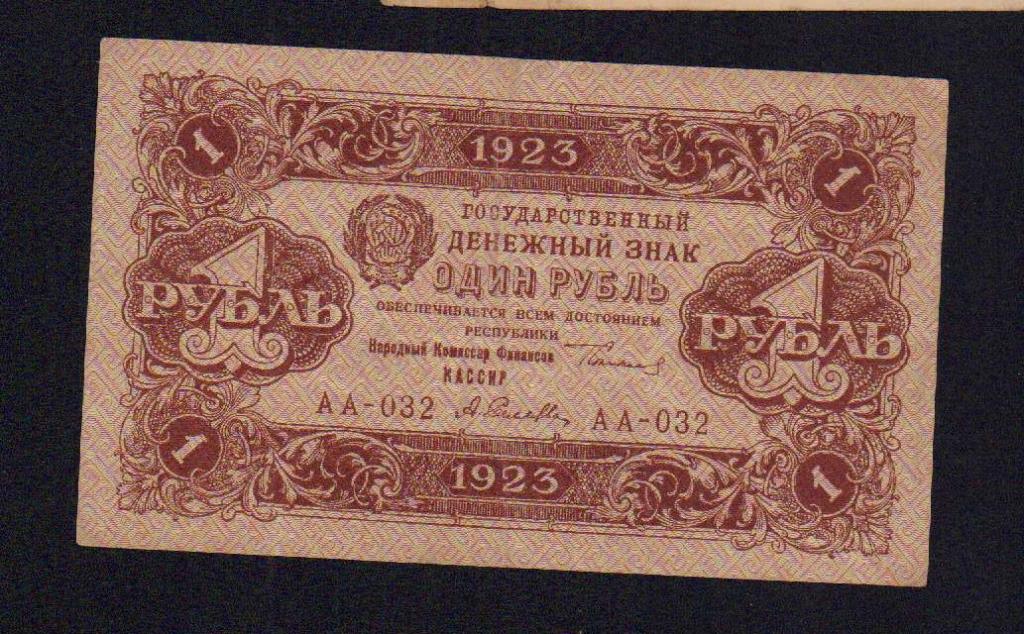 1
1923
1
ГОСУДАРСТВЕННЫЙ
ДЕНЕЖНЫЙ ЗНАК
ОДИН РУБЛЬ
1 РУБЛЬ
1 РУБЛЬ
ОБЕСПЕЧИВАЕТСЯ ВСЕМ ДОСТОЯНИЕМ
РЕСПУБЛИКИ
Народный Комиссар Финансов
КАССИР
АА-032
АА-032
1
1923
1